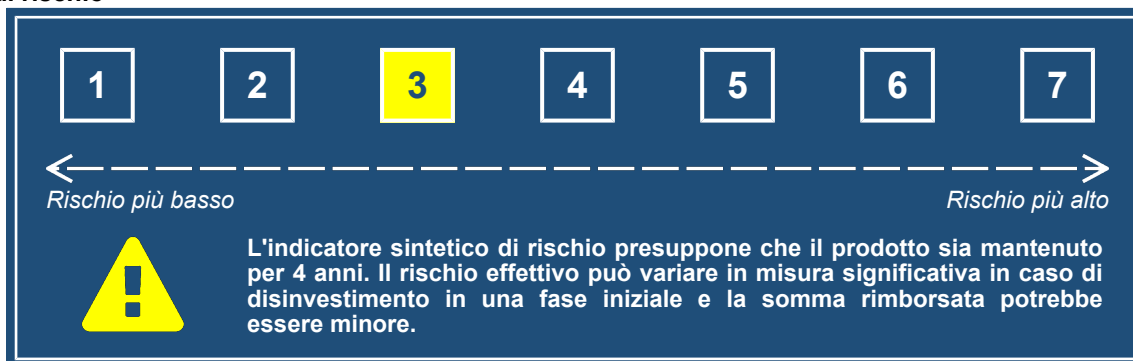 di rischio
1 2 3 4 5 6 7
Rischio più basso Rischio più alto
L'indicatore sintetico di rischio presuppone che il prodotto sia mantenuto
per 4 anni. Il rischio effettivo può variare in misura significativa in caso di
disinvestimento in una fase iniziale e la somma rimborsata potrebbe
essere minore.